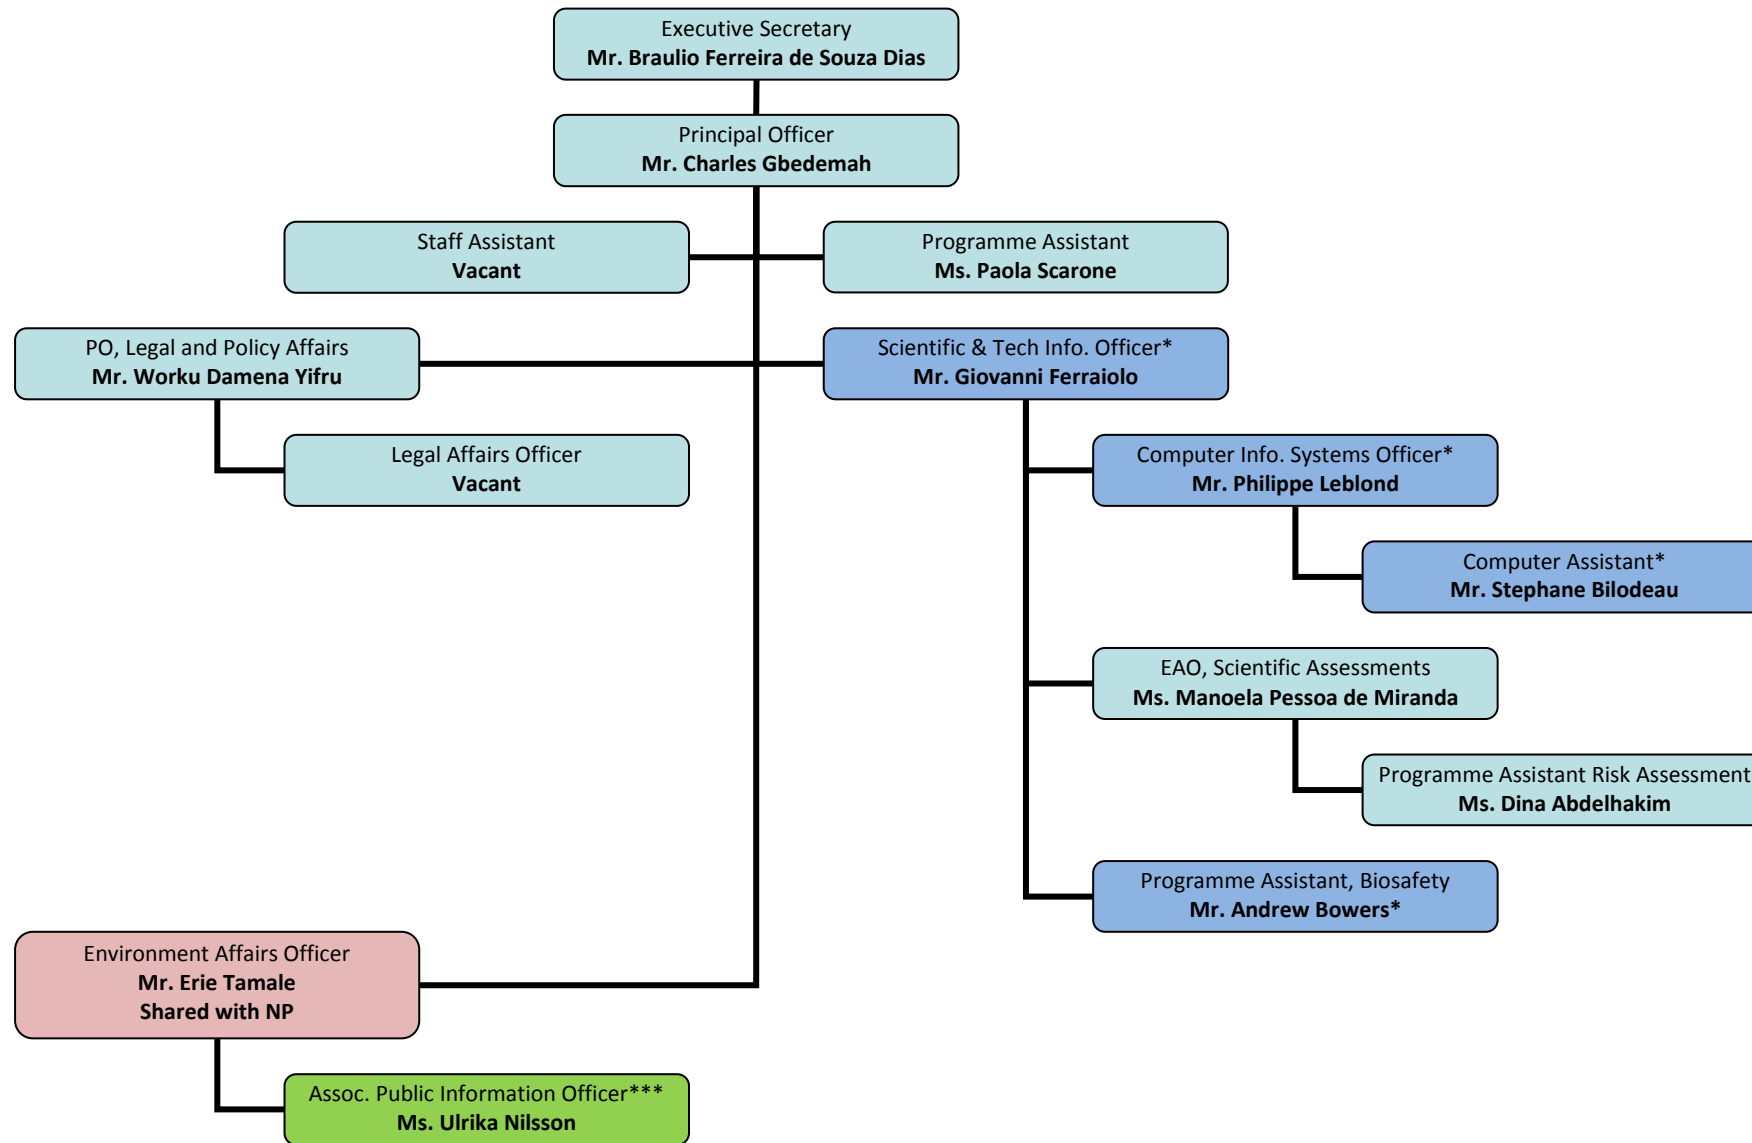 Executive Secretary
Mr. Braulio Ferreira de Souza Dias
Principal Officer
Mr. Charles Gbedemah
Staff Assistant
Vacant
Programme Assistant
Ms. Paola Scarone
PO, Legal and Policy Affairs
Mr. Worku Damena Yifru
Scientific & Tech Info. Officer*
Mr. Giovanni Ferraiolo
Legal Affairs Officer
Vacant
Computer Info. Systems Officer*
Mr. Philippe Leblond
Computer Assistant*
Mr. Stephane Bilodeau
EAO, Scientific Assessments
Ms. Manoela Pessoa de Miranda
Programme Assistant Risk Assessment
Ms. Dina Abdelhakim
Programme Assistant, Biosafety
Mr. Andrew Bowers*
Environment Affairs Officer
Mr. Erie Tamale
Shared with NP
Assoc. Public Information Officer***
Ms. Ulrika Nilsson